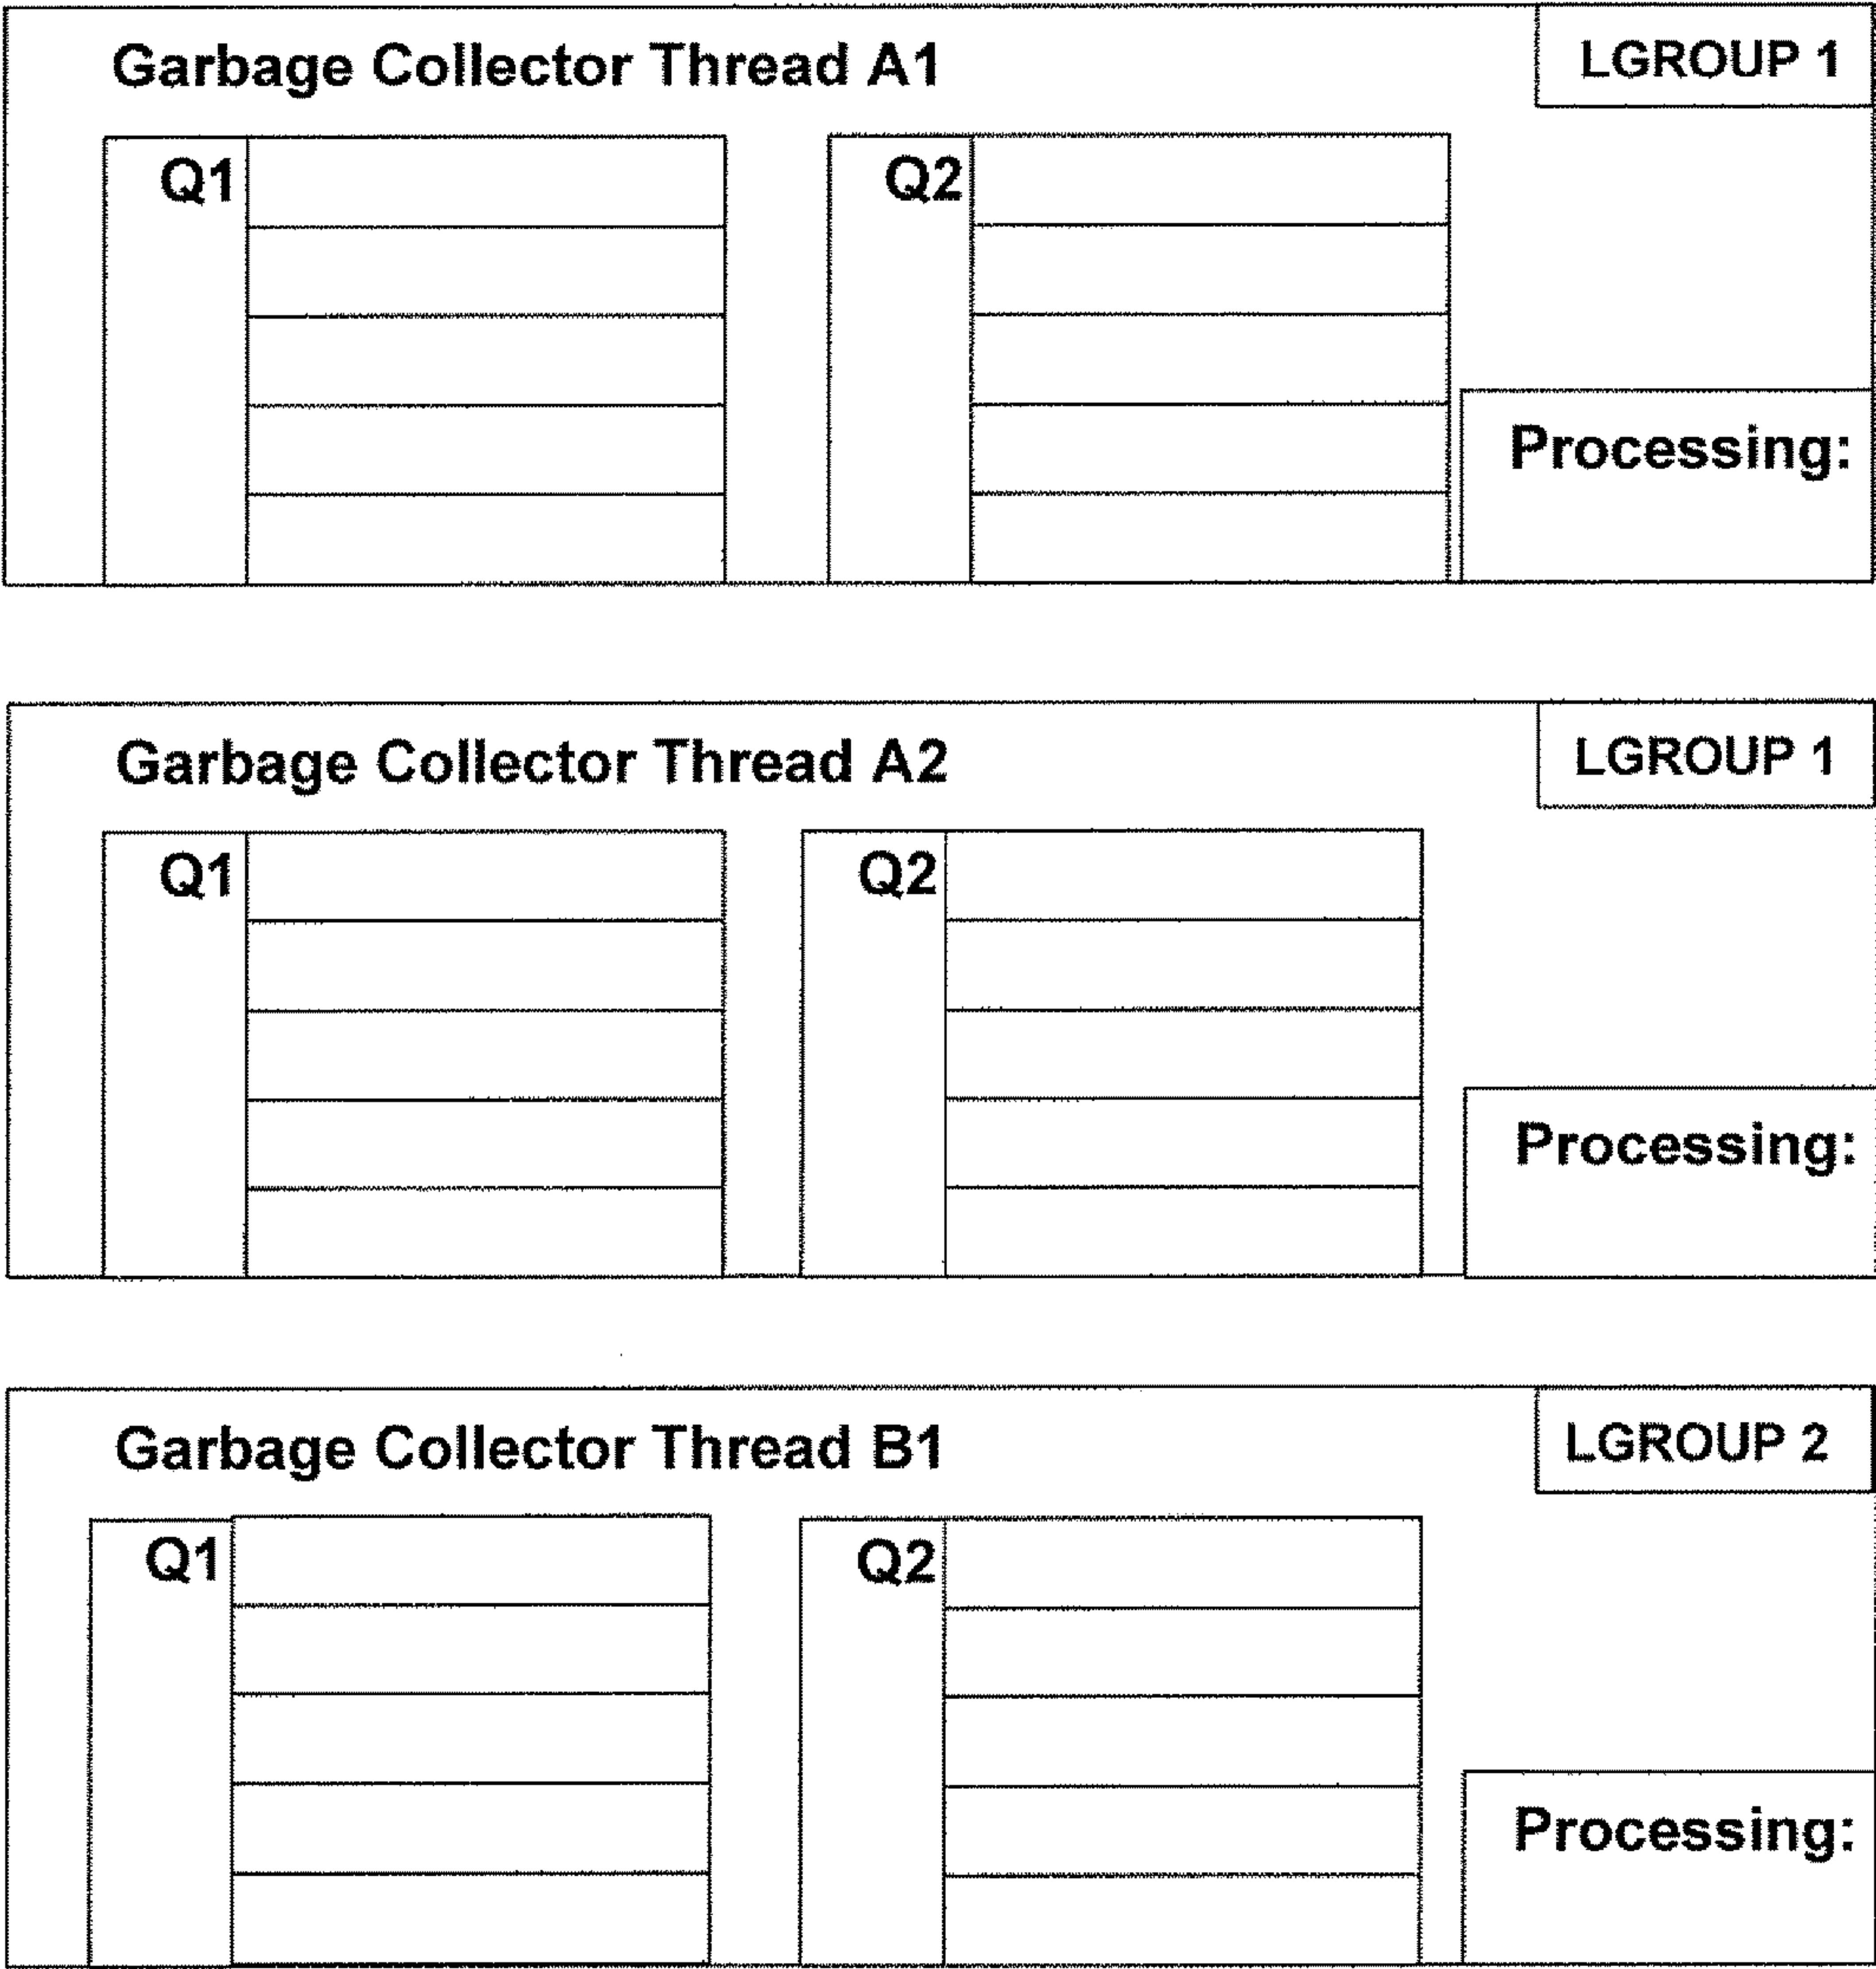 Garbage Collector Thread A1
LGROUP 1
Q1
Q2
Processing:
Garbage Collector Thread A2
LGROUP 1
Q1
Q2
Processing:
Garbage Collector Thread B1
LGROUP 2
Q1
Q2
Processing: